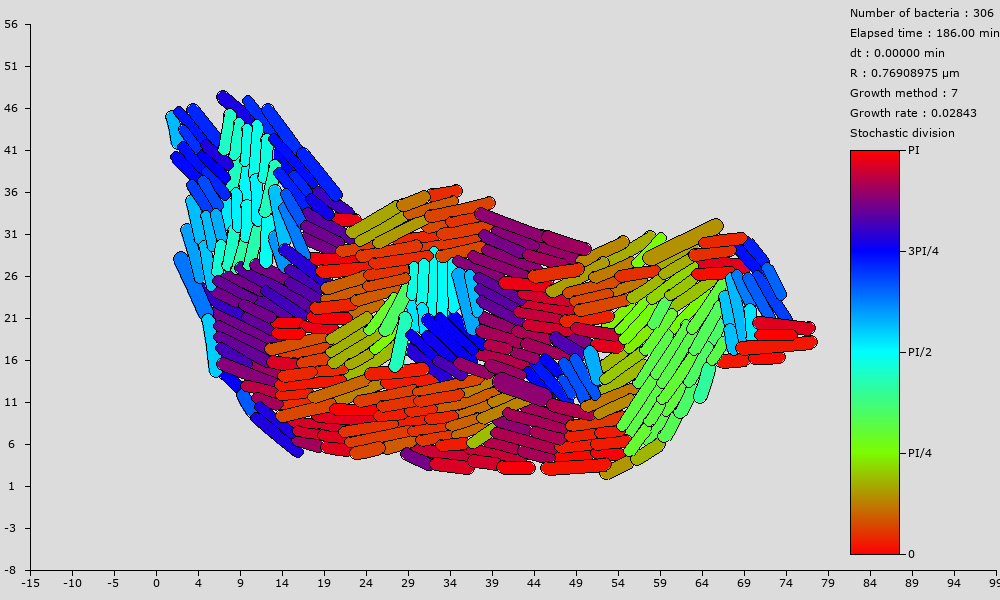 Number of bacteria : 306
Elapsed time : 186.00 min
dt : 0.00000 min
R : 0.76908975 µm
Growth method : 7
Growth rate : 0.02843
Stochastic division
PI
3PI/4
PI/2
PI/4
0
56
51
46
41
36
31
26
21
16
11
6
1
-3
-8
-15 -10 -5 0 4 9 14 19 24 29 34 39 44 49 54 59 64 69 74 79 84 89 94 99